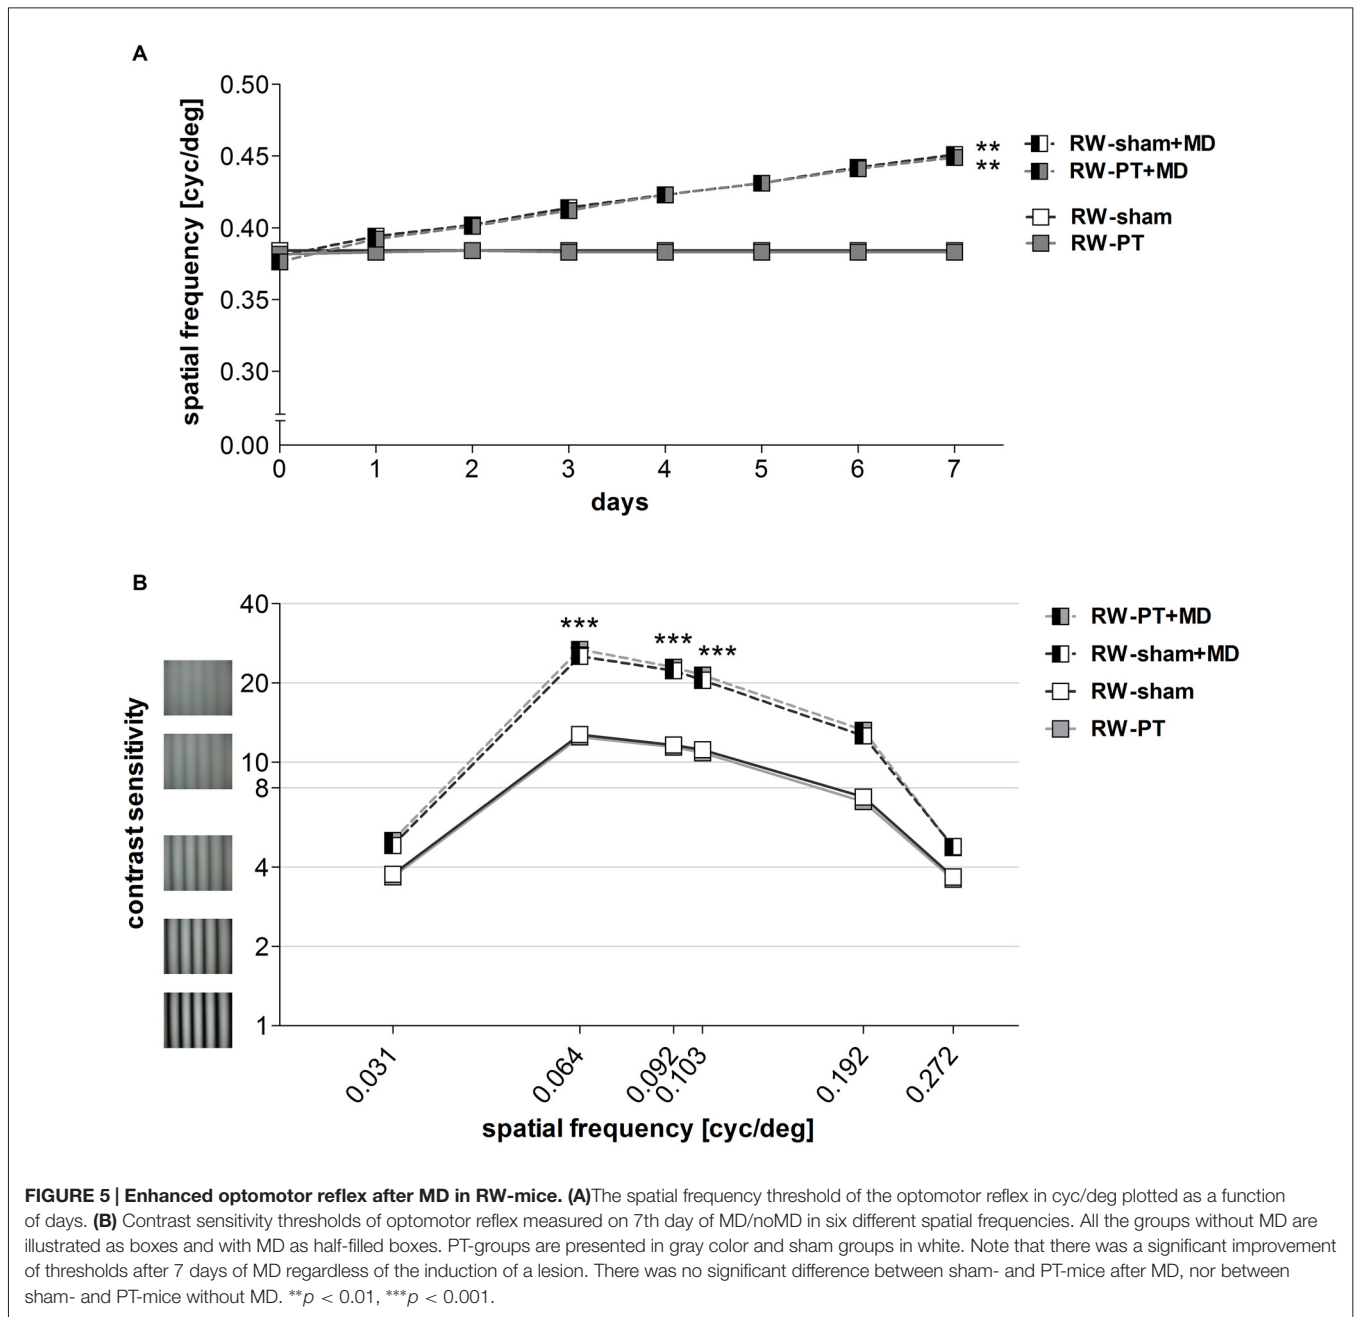 A
0.50
0.45
0.40
0.35
0.30
0.00
spatial frequency [cyc/deg]
**
**
RW-sham+MD
RW-PT+MD
RW-sham
RW-PT
0 1 2 3 4 5 6 7
days
B
40
20
10
8
4
2
1
contrast sensitivity
***
***
***
RW-PT+MD
RW-sham+MD
RW-sham
RW-PT
0.031 0.064 0.092 0.103 0.192 0.272
spatial frequency [cyc/deg]
FIGURE 5 | Enhanced optomotor reflex after MD in RW-mice. (A)The spatial frequency threshold of the optomotor reflex in cyc/deg plotted as a function
of days. (B) Contrast sensitivity thresholds of optomotor reflex measured on 7th day of MD/noMD in six different spatial frequencies. All the groups without MD are
illustrated as boxes and with MD as half-filled boxes. PT-groups are presented in gray color and sham groups in white. Note that there was a significant improvement
of thresholds after 7 days of MD regardless of the induction of a lesion. There was no significant difference between sham- and PT-mice after MD, nor between
sham- and PT-mice without MD. **p < 0.01, ***p < 0.001.